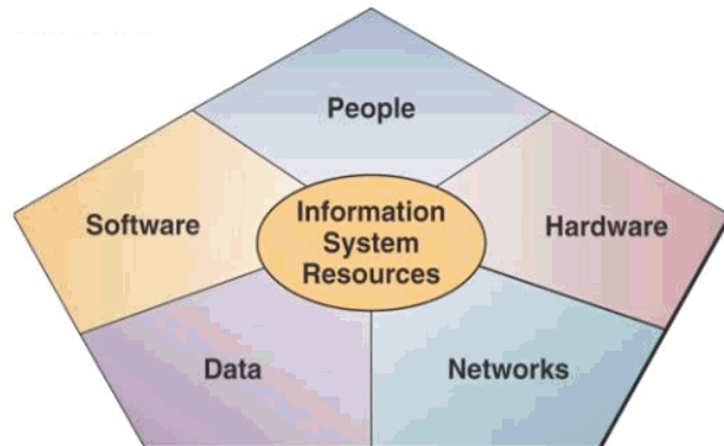 People
Software
Information
System
Resources
Hardware
Data
Networks